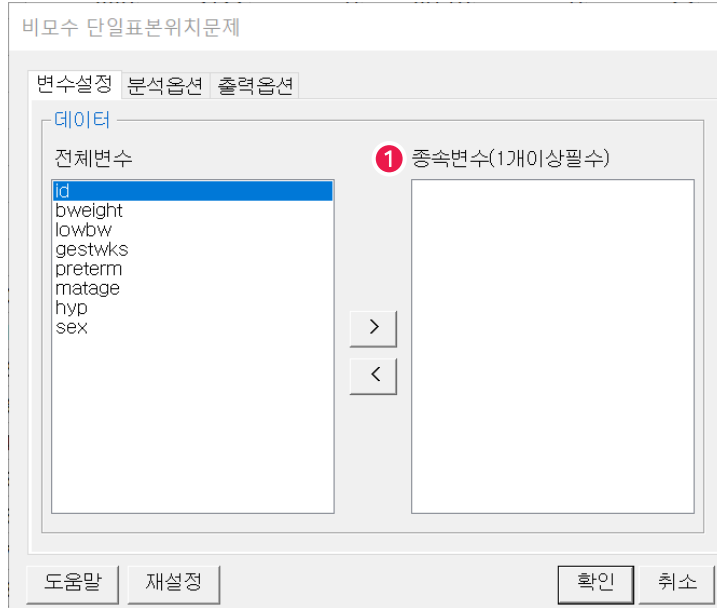 비모수 단일표본위치문제
변수설정 분석옵션 출력옵션
데이터
전체변수
1 종속변수(1개이상필수)
id
bweight
lowbw
gestwks
preterm
matage
hyp
sex
>
<
도움말 재설정 확인 취소